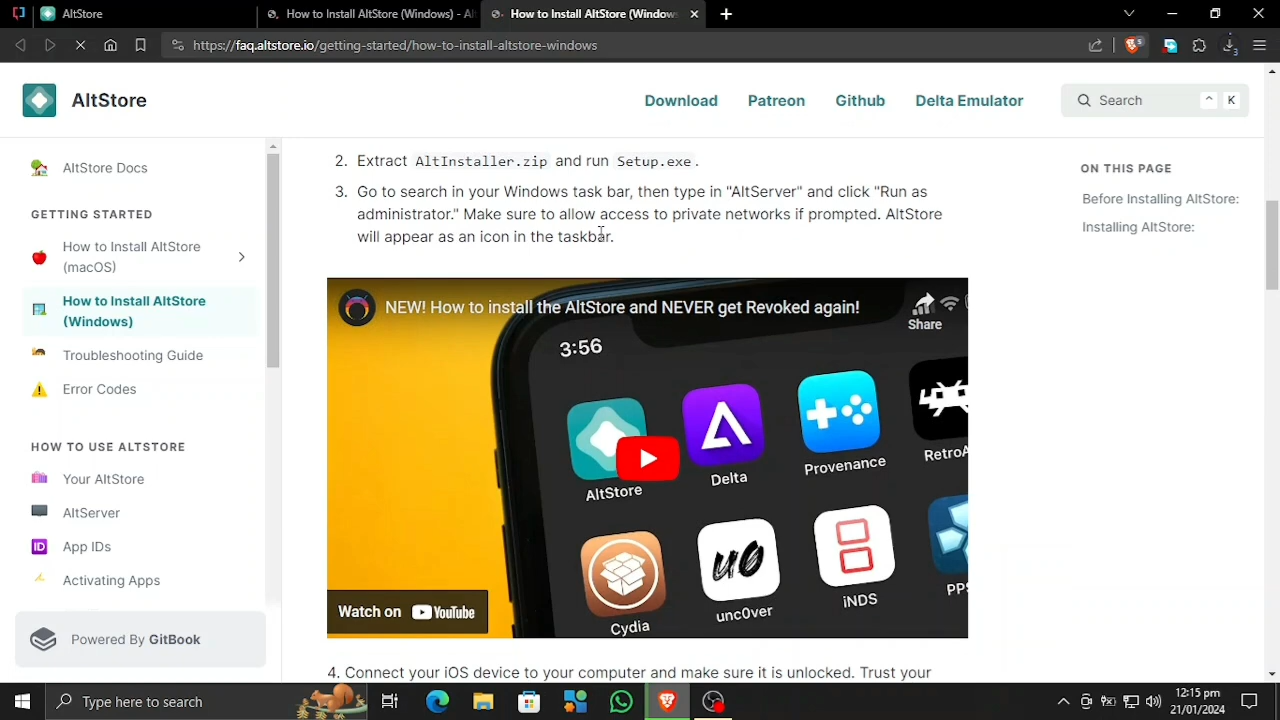 AltStore
How to Install AltStore (Windows) - Al
How to Install AltStore (Window
https://faq.altstore.io/getting-started/how-to-install-altstore-windows
5
3
AltStore
Download
Patreon
Github
Delta Emulator
Search
^
K
AltStore Docs
GETTING STARTED
How to Install AltStore
(macOS)
How to Install AltStore
(Windows)
Troubleshooting Guide
Error Codes
HOW TO USE ALTSTORE
Your AltStore
AltServer
ID
App IDs
Activating Apps
Powered By GitBook
2. Extract AltInstaller.zip and run Setup.exe.
3. Go to search in your Windows task bar, then type in "AltServer" and click "Run as
administrator." Make sure to allow access to private networks if prompted. AltStore
will appear as an icon in the taskbar.
NEW! How to install the AltStore and NEVER get Revoked again!
Share
3:56
AltStore
Delta
Provenance
RetroA
Cydia
unc0ver
iNDS
PPS
Watch on YouTube
4. Connect your iOS device to your computer and make sure it is unlocked. Trust your
ON THIS PAGE
Before Installing AltStore:
Installing AltStore:
Type here to search
12:15 pm
21/01/2024